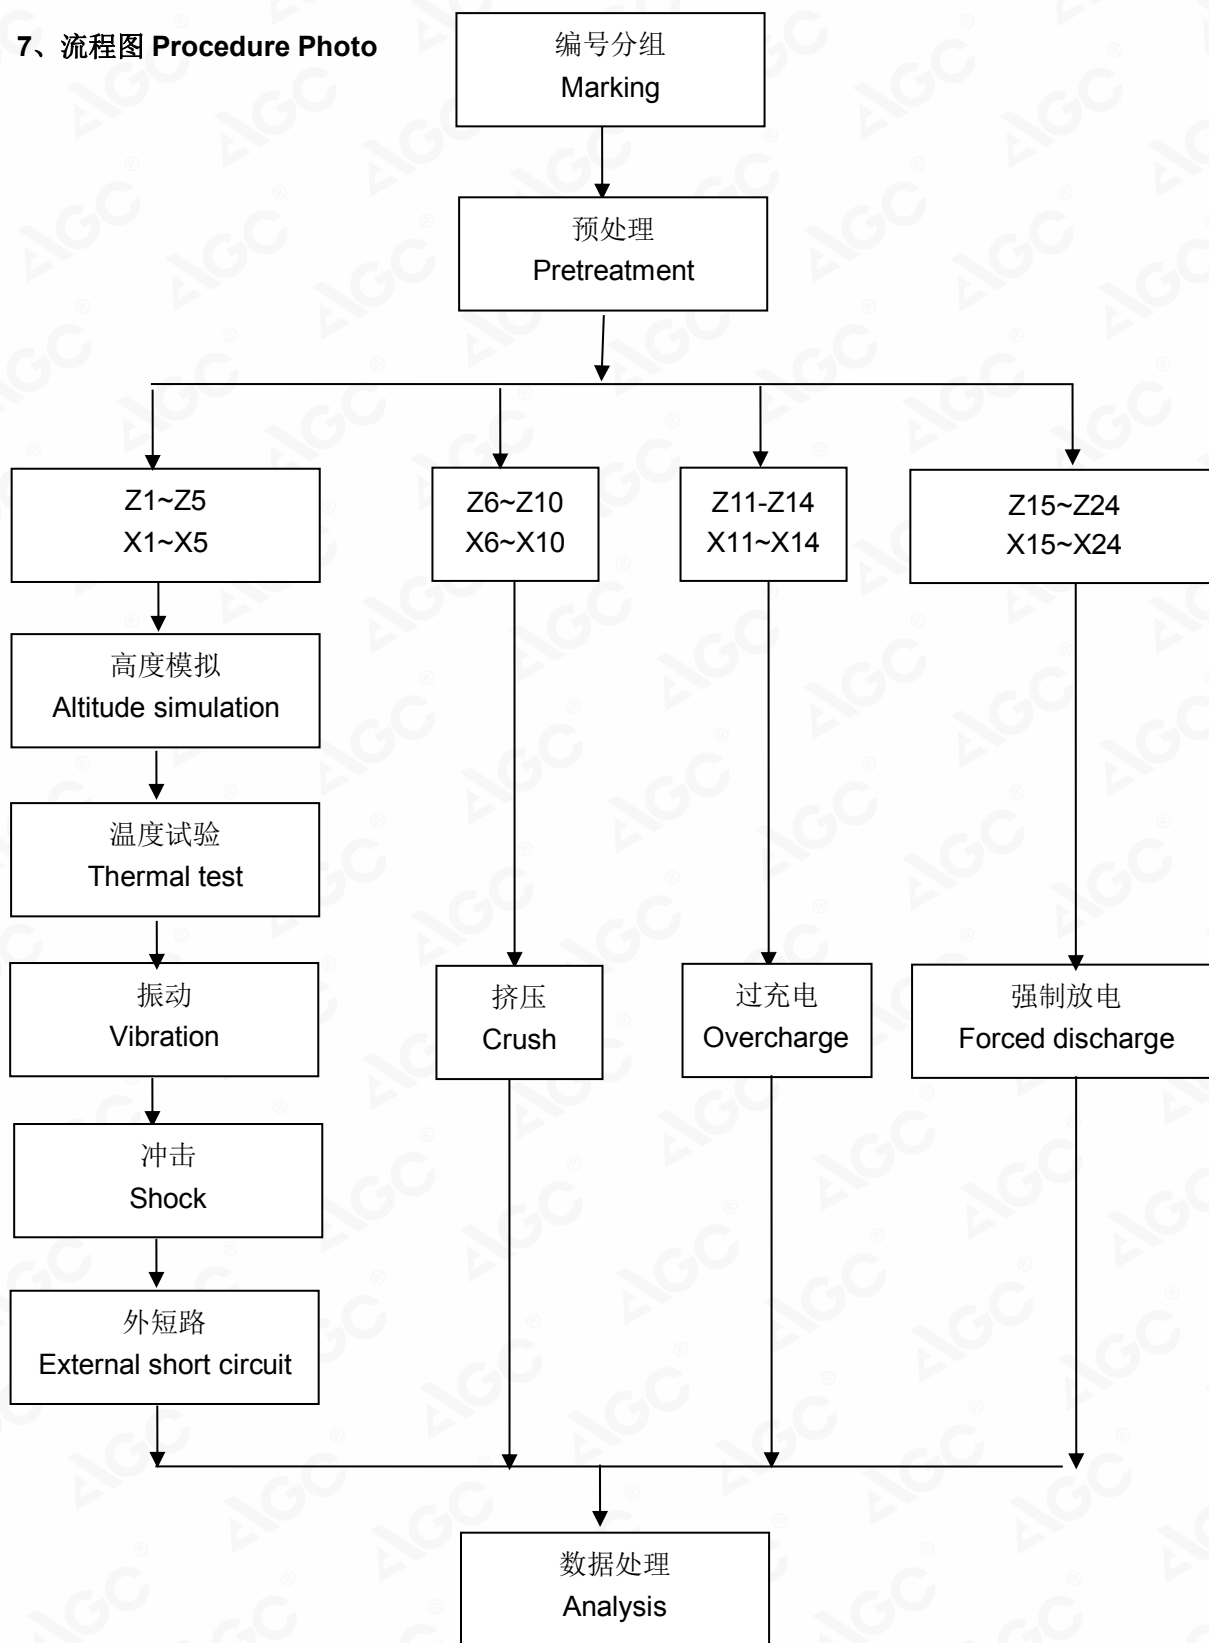 7、流程图 Procedure Photo
编号分组
Marking
预处理
Pretreatment
Z1~Z5
X1~X5
Z6~Z10
X6~X10
Z11-Z14
X11~X14
Z15~Z24
X15~X24
高度模拟
Altitude simulation
温度试验
Thermal test
振动
Vibration
挤压
Crush
过充电
Overcharge
强制放电
Forced discharge
冲击
Shock
外短路
External short circuit
数据处理
Analysis